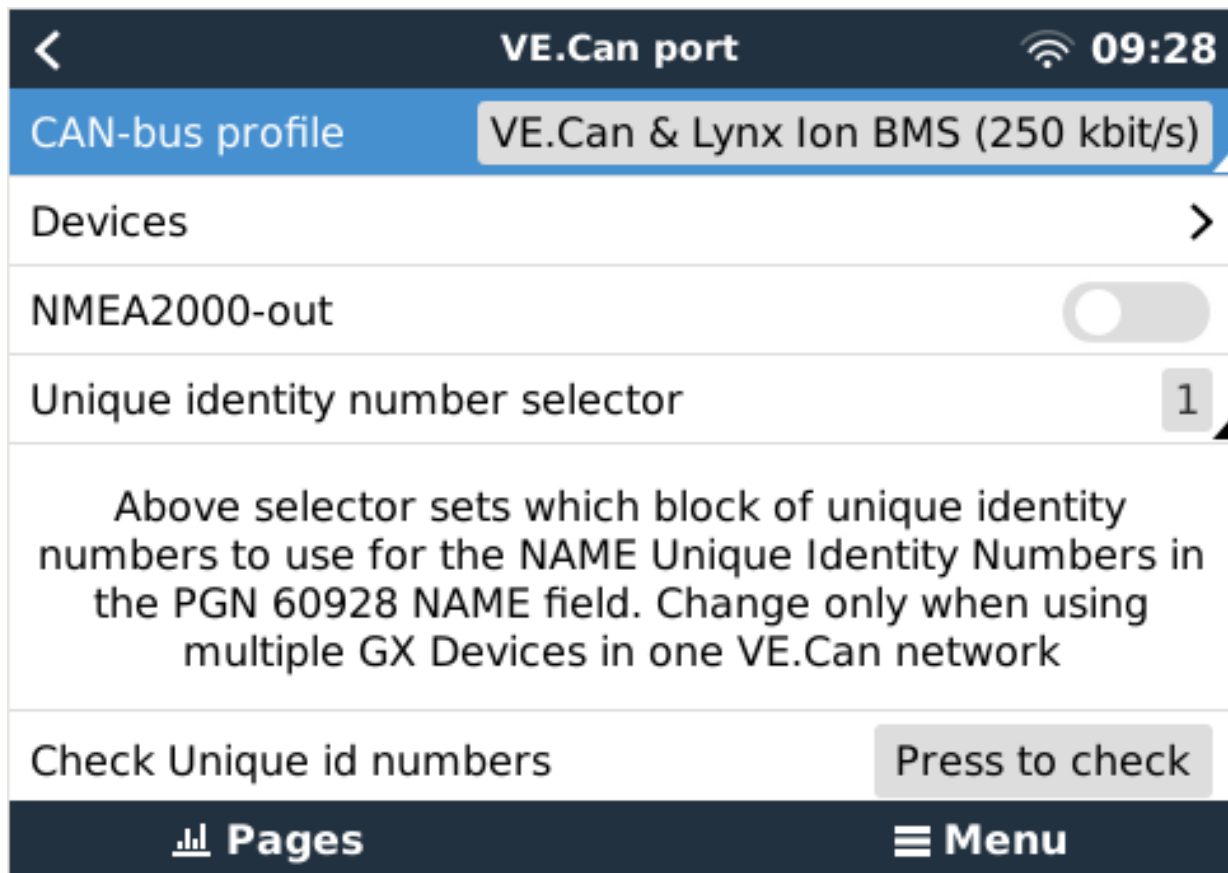 VE.Can port 09:28
CAN-bus profile VE.Can & Lynx Ion BMS (250 kbit/s)
Devices
NMEA2000-out
Unique identity number selector 1
Above selector sets which block of unique identity
numbers to use for the NAME Unique Identity Numbers in
the PGN 60928 NAME field. Change only when using
multiple GX Devices in one VE.Can network
Check Unique id numbers Press to check
Pages Menu